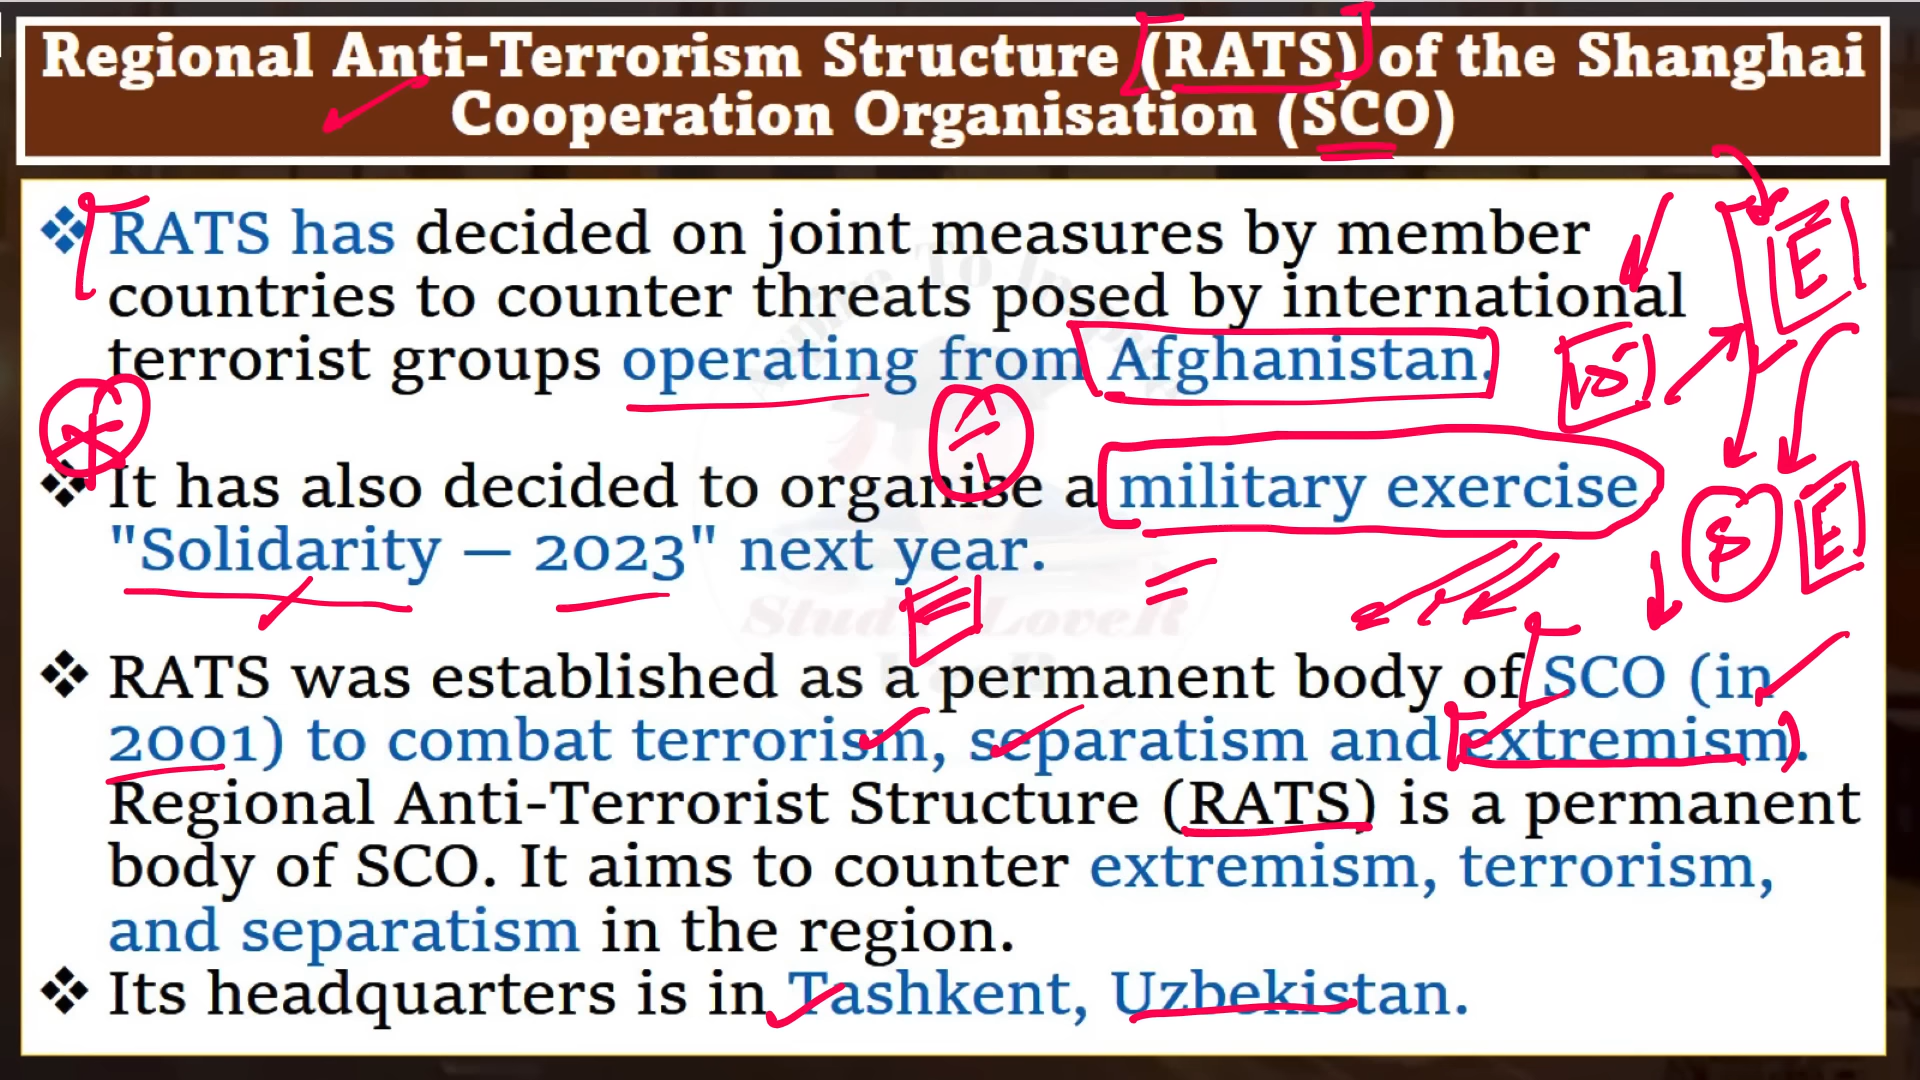 Regional Anti-Terrorism Structure (RATS) of the Shanghai
Cooperation Organisation (SCO)
❖ RATS has decided on joint measures by member
countries to counter threats posed by international
terrorist groups operating from Afghanistan.
❖ It has also decided to organise a military exercise
"Solidarity — 2023" next year.
❖ RATS was established as a permanent body of SCO (in
2001) to combat terrorism, separatism and extremism.
Regional Anti-Terrorist Structure (RATS) is a permanent
body of SCO. It aims to counter extremism, terrorism,
and separatism in the region.
❖ Its headquarters is in Tashkent, Uzbekistan.